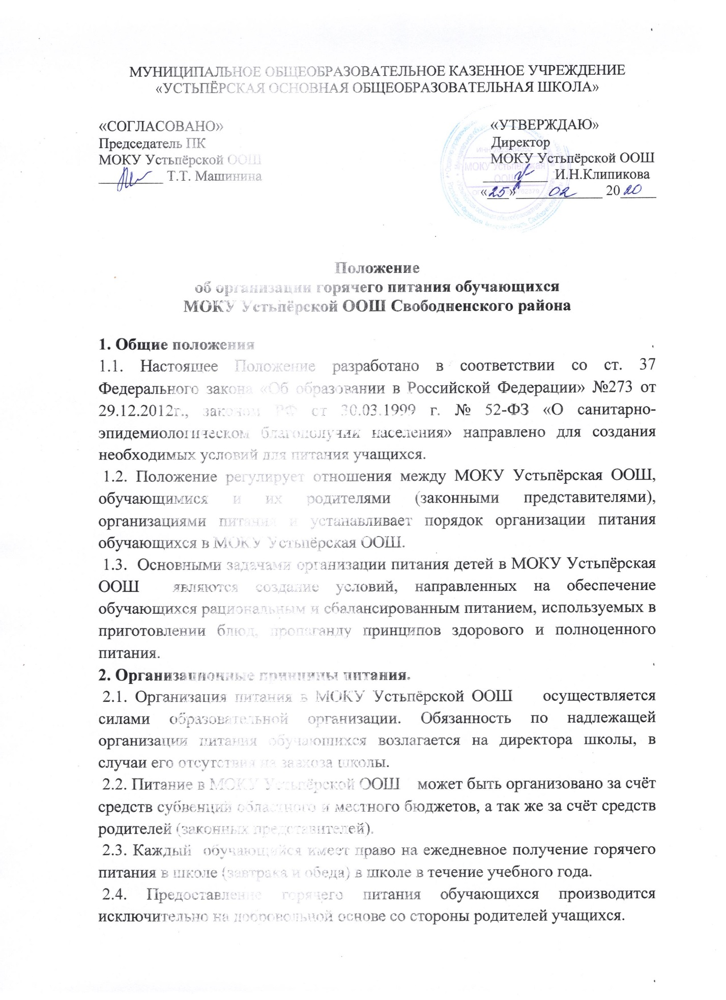 МУНИЦИПАЛЬНОЕ ОБЩЕОБРАЗОВАТЕЛЬНОЕ КАЗЕННОЕ УЧРЕЖДЕНИЕ
«УСТЬПЁРСКАЯ ОСНОВНАЯ ОБЩЕОБРАЗОВАТЕЛЬНАЯ ШКОЛА»
«СОГЛАСОВАНО»
Председатель ПК
МОКУ Устьпёрской ООШ
Т.Т. Машинина
«УТВЕРЖДАЮ»
Директор
МОКУ Устьпёрской ООШ
И.Н.Клипикова
«25» 02 2020
МОКУ Устьпёрская
ООШ
Положение
об организации горячего питания обучающихся
МОКУ Устьпёрской ООШ Свободненского района
1. Общие положения
1.1. Настоящее Положение разработано в соответствии со ст. 37
Федерального закона «Об образовании в Российской Федерации» №273 от
29.12.2012г., законом РФ от 30.03.1999 г. № 52-ФЗ «О санитарно-
эпидемиологическом благополучии населения» направлено для создания
необходимых условий для питания учащихся.
1.2. Положение регулирует отношения между МОКУ Устьпёрская ООШ,
обучающимися и их родителями (законными представителями),
организациями питания и устанавливает порядок организации питания
обучающихся в МОКУ Устьпёрская ООШ.
1.3. Основными задачами организации питания детей в МОКУ Устьпёрская
ООШ являются создание условий, направленных на обеспечение
обучающихся рациональным и сбалансированным питанием, используемых в
приготовлении блюд, пропаганду принципов здорового и полноценного
питания.
2. Организационные принципы питания.
2.1. Организация питания в МОКУ Устьпёрской ООШ осуществляется
силами образовательной организации. Обязанность по надлежащей
организации питания обучающихся возлагается на директора школы, в
случаи его отсутствия на завхоза школы.
2.2. Питание в МОКУ Устьпёрской ООШ может быть организовано за счёт
средств субвенций областного и местного бюджетов, а так же за счёт средств
родителей (законных представителей).
2.3. Каждый обучающийся имеет право на ежедневное получение горячего
питания в школе (завтрака и обеда) в школе в течение учебного года.
2.4. Предоставление горячего питания обучающихся производится
исключительно на добровольной основе со стороны родителей учащихся.